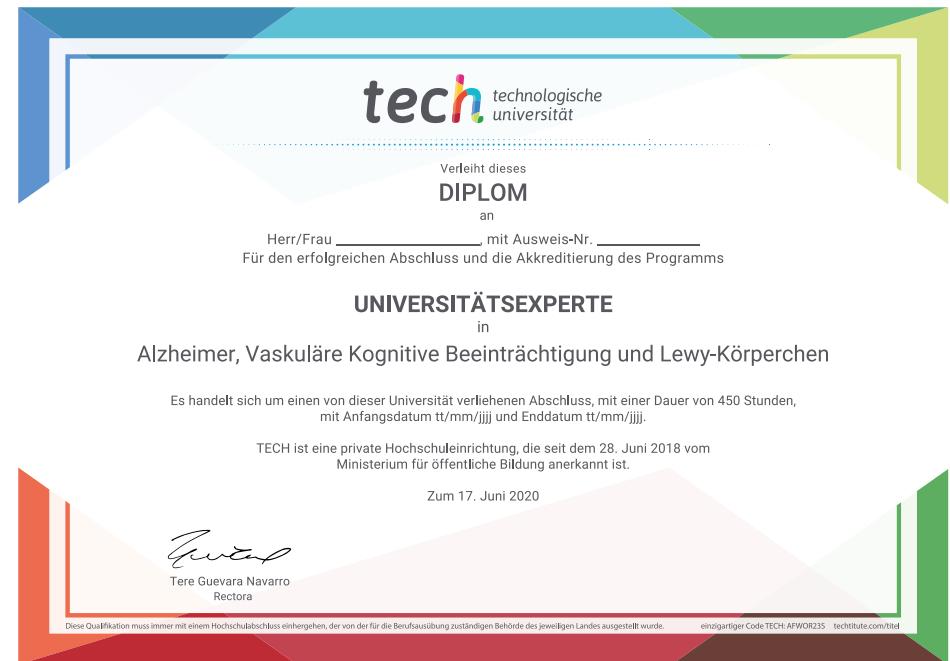 tech technologische
universität
Verleiht dieses
DIPLOM
an
Herr/Frau ____________________, mit Ausweis-Nr. ______________
Für den erfolgreichen Abschluss und die Akkreditierung des Programms
UNIVERSITÄTSEXPERTE
in
Alzheimer, Vaskuläre Kognitive Beeinträchtigung und Lewy-Körperchen
Es handelt sich um einen von dieser Universität verliehenen Abschluss, mit einer Dauer von 450 Stunden,
mit Anfangsdatum tt/mm/jjjj und Enddatum tt/mm/jjjj.
TECH ist eine private Hochschuleinrichtung, die seit dem 28. Juni 2018 vom
Ministerium für öffentliche Bildung anerkannt ist.
Zum 17. Juni 2020
Tere Guevara Navarro
Rectora
Diese Qualifikation muss immer mit einem Hochschulabschluss einhergehen, der von der für die Berufsausübung zuständigen Behörde des jeweiligen Landes ausgestellt wurde. einzigartiger Code TECH: AFWOR23S techtitute.com/titel